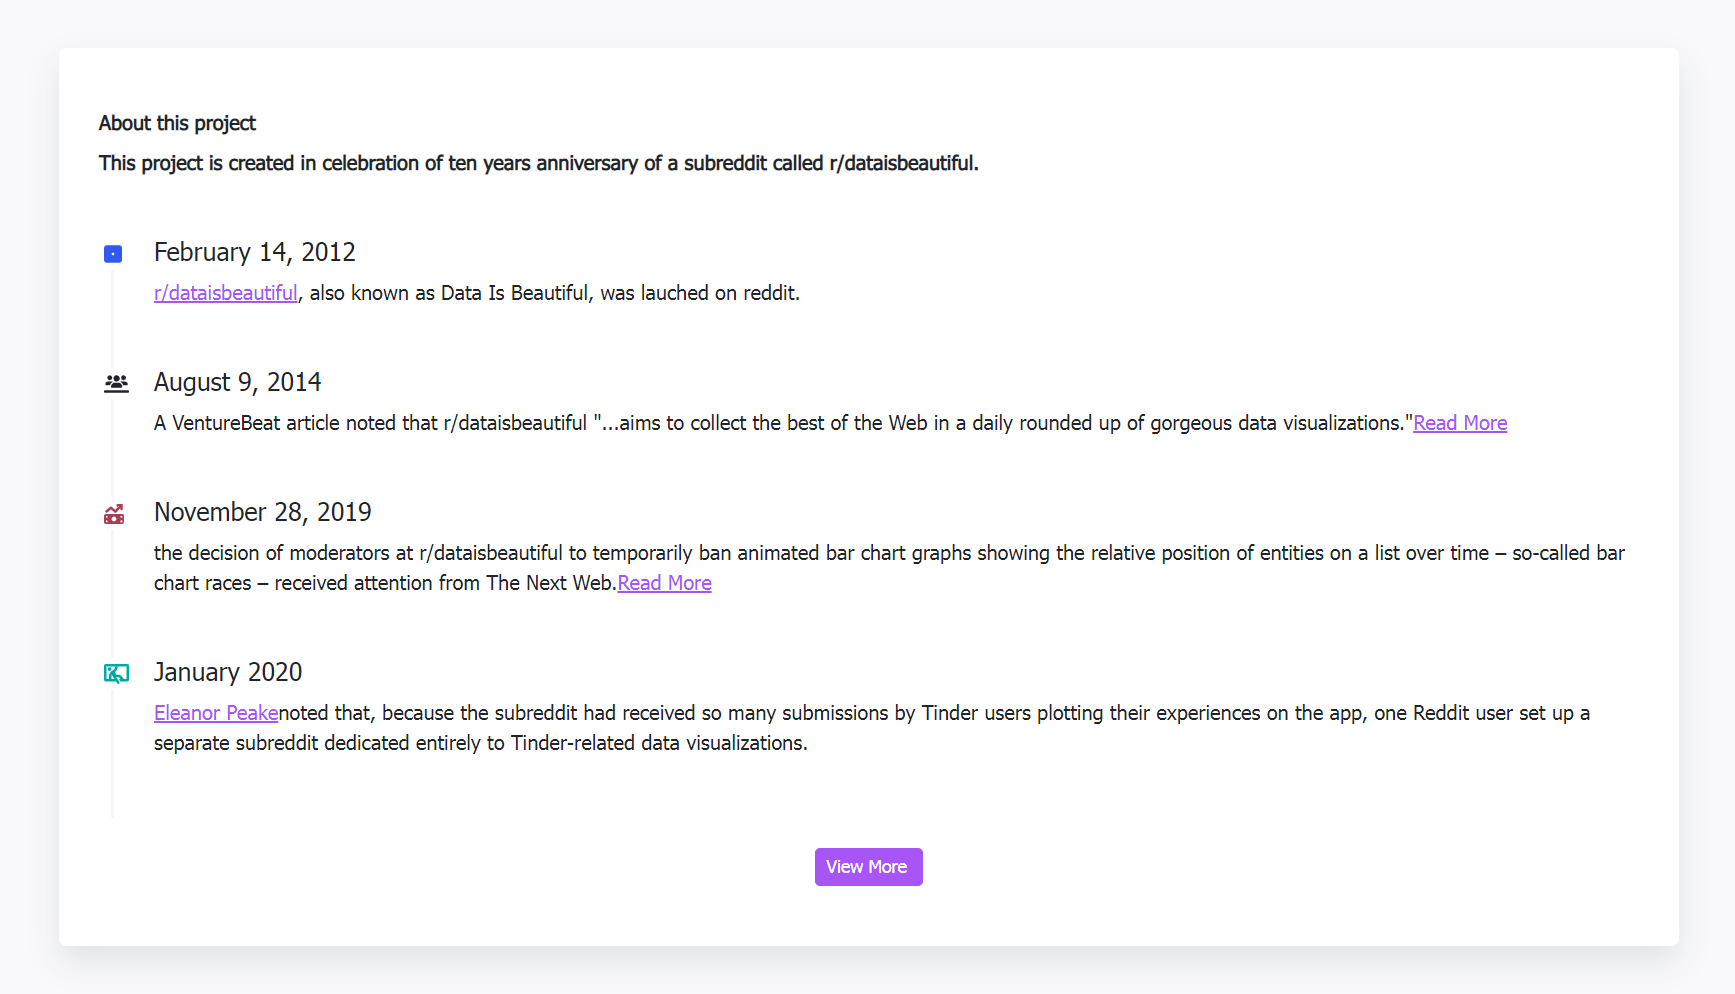 About this project
This project is created in celebration of ten years anniversary of a subreddit called r/dataisbeautiful.
February 14, 2012
r/dataisbeautiful, also known as Data Is Beautiful, was lauched on reddit.
August 9, 2014
A VentureBeat article noted that r/dataisbeautiful "...aims to collect the best of the Web in a daily rounded up of gorgeous data visualizations."Read More
November 28, 2019
the decision of moderators at r/dataisbeautiful to temporarily ban animated bar chart graphs showing the relative position of entities on a list over time – so-called bar
chart races – received attention from The Next Web.Read More
January 2020
Eleanor Peakenoted that, because the subreddit had received so many submissions by Tinder users plotting their experiences on the app, one Reddit user set up a
separate subreddit dedicated entirely to Tinder-related data visualizations.
View More